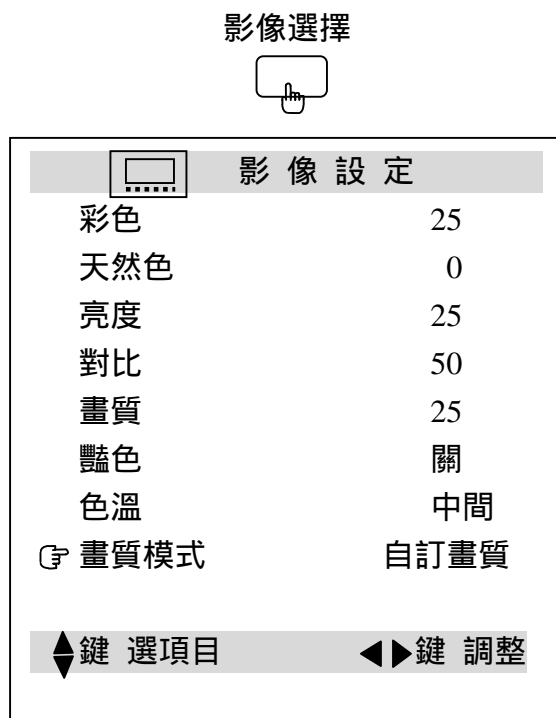 影像選擇
影像設定
彩色 25
天然色 0
亮度 25
對比 50
畫質 25
豔色 關
色溫 中間
畫質模式 自訂畫質
鍵 選項目 鍵 調整